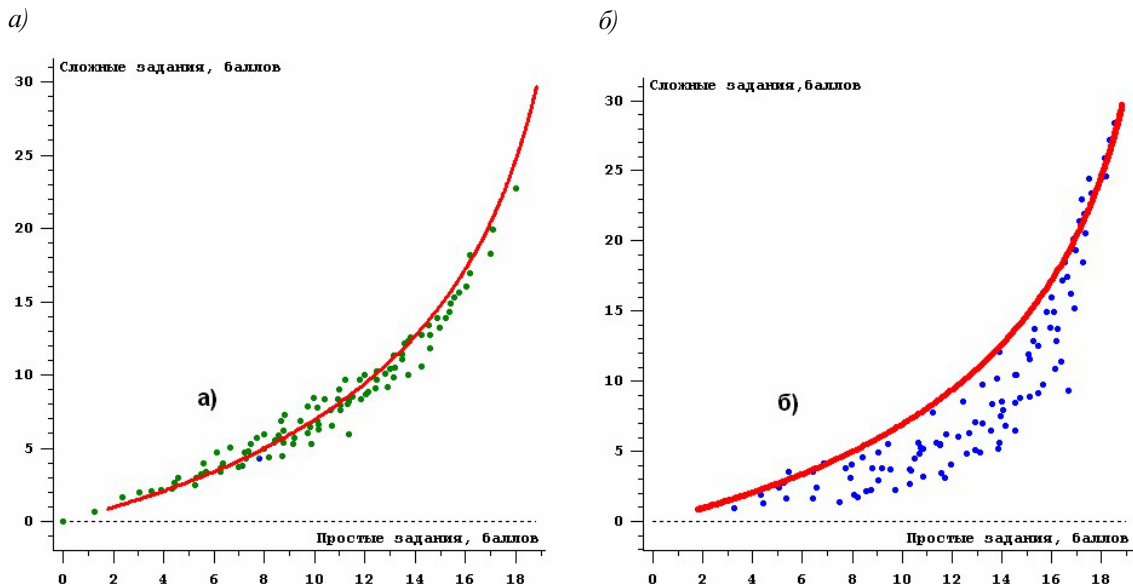 а)
б)
Сложные задания, баллов
30
25
20
15
10
5
0
а)
Простые задания, баллов
0 2 4 6 8 10 12 14 16 18
Сложные задания,баллов
30
25
20
15
10
5
0
б)
Простые задания, баллов
0 2 4 6 8 10 12 14 16 18